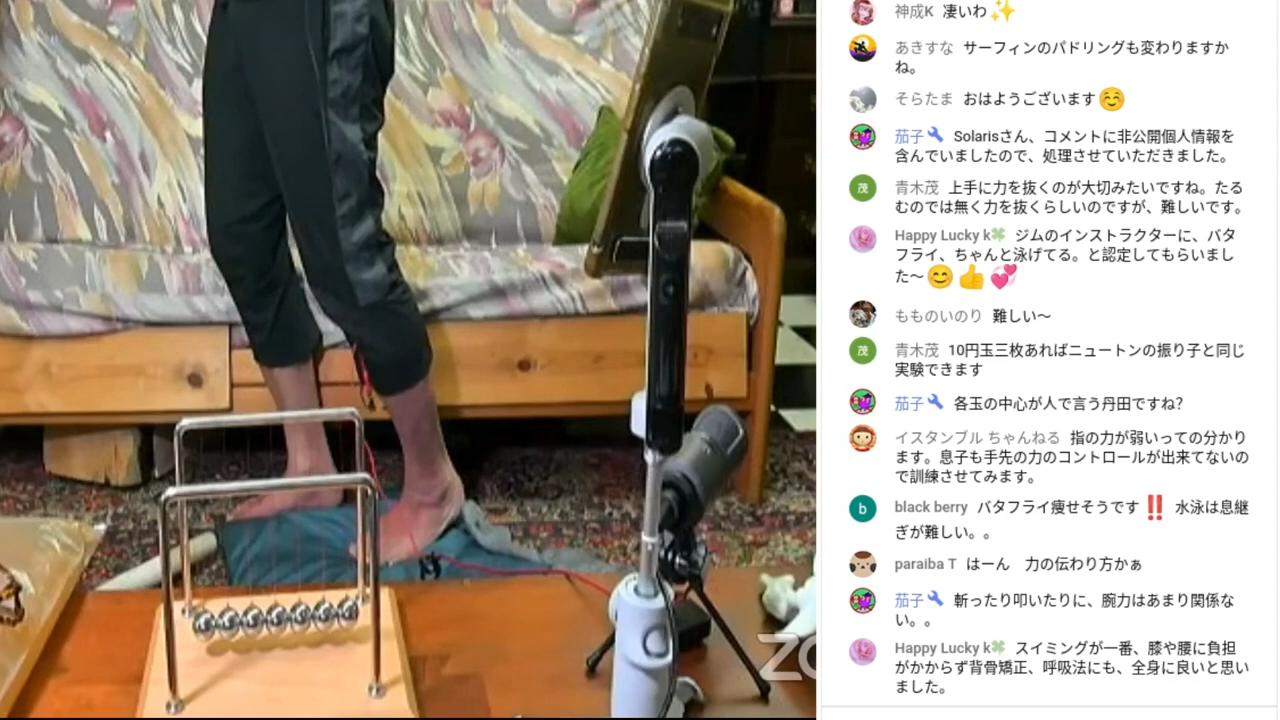 神成K 凄いわ✨
あきすな サーフィンのパドリングも変わりますか
ね。
そらたま おはようございます☺️
茄子🔧 Solarisさん、コメントに非公開個人情報を
含んでいましたので、処理させていただきました。
茂
青木茂 上手に力を抜くのが大切みたいですね。たる
むのでは無く力を抜くらしいのですが、難しいです。
Happy Lucky k🍀 ジムのインストラクターに、バタ
フライ、ちゃんと泳げてる。と認定してもらいまし
た〜😊👍💞
もものいのり 難しい〜
茂
青木茂 10円玉三枚あればニュートンの振り子と同じ
実験できます
茄子🔧 各玉の中心が人で言う丹田ですね?
イスタンブル ちゃんねる 指の力が弱いっての分かり
ます。息子も手先の力のコントロールが出来てないの
で訓練させてみます。
b
black berry バタフライ痩せそうです‼️ 水泳は息継
ぎが難しい。。
paraiba T はーん 力の伝わり方かぁ
茄子🔧 斬ったり叩いたりに、腕力はあまり関係な
い。。
Happy Lucky k🍀 スイミングが一番、膝や腰に負担
がかからず背骨矯正、呼吸法にも、全身に良いと思い
ました。